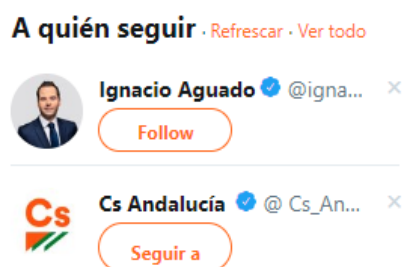 A quién seguir · Refrescar · Ver todo
Ignacio Aguado @igna... ×
Follow
Cs
Cs Andalucía @ Cs_An... ×
Seguir a